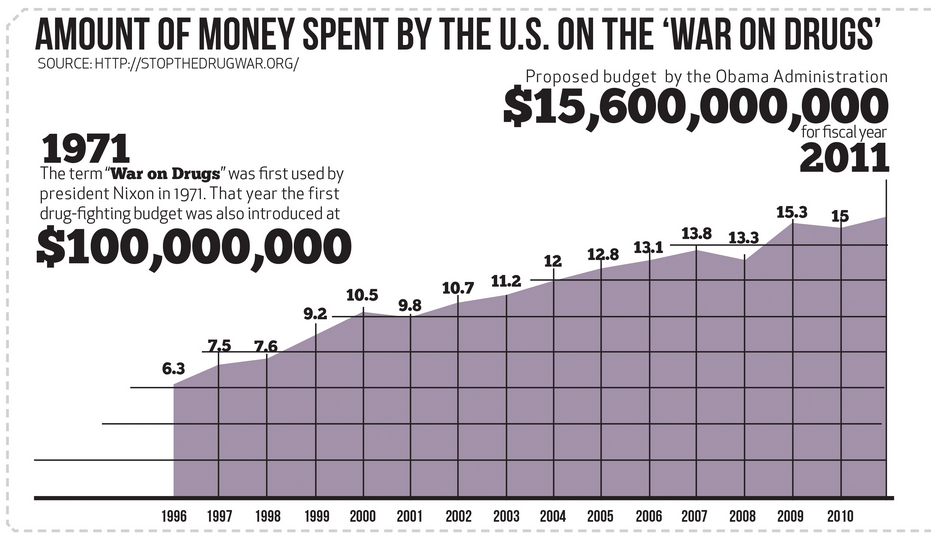 AMOUNT OF MONEY SPENT BY THE U.S. ON THE ‘WAR ON DRUGS’
SOURCE: HTTP://STOPTHEDRUGWAR.ORG/
Proposed budget by the Obama Administration
$15,600,000,000
for fiscal year
2011
1971
The term “War on Drugs” was first used by
president Nixon in 1971. That year the first
drug-fighting budget was also introduced at
$100,000,000
6.3 7.5 7.6 9.2 10.5 9.8 10.7 11.2 12 12.8 13.1 13.8 13.3 15.3 15
1996 1997 1998 1999 2000 2001 2002 2003 2004 2005 2006 2007 2008 2009 2010